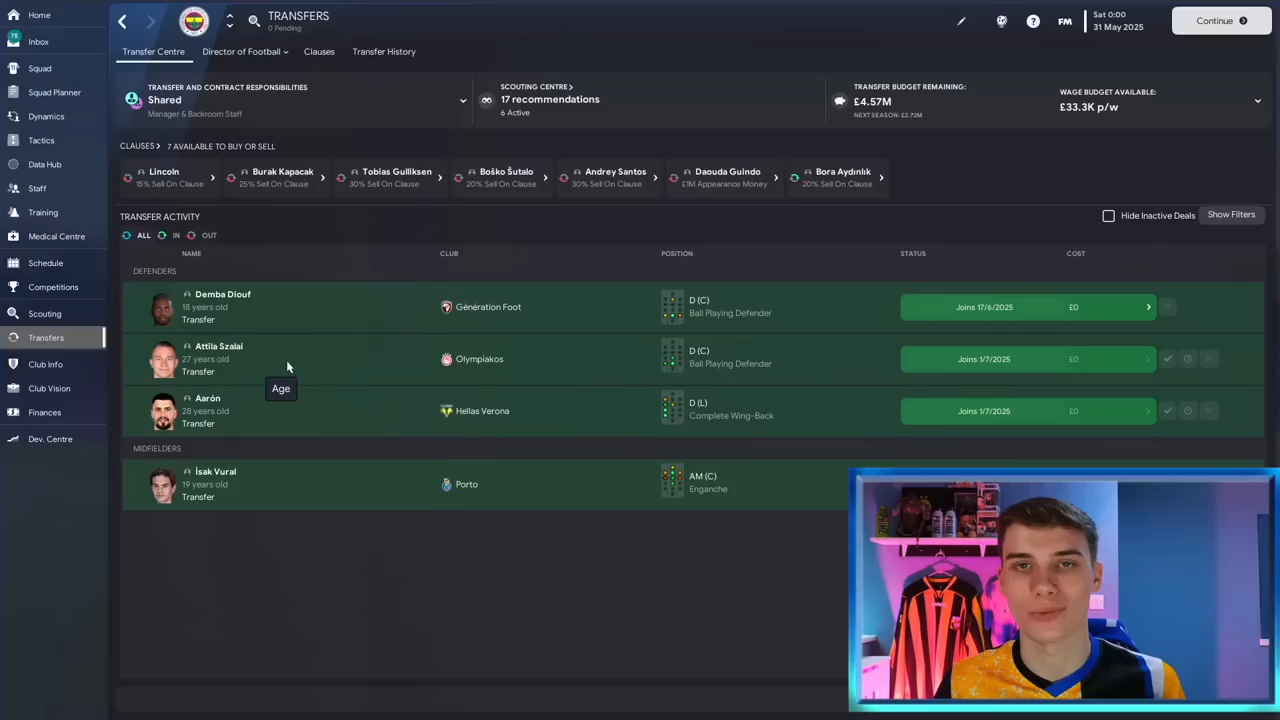 Home
75
Inbox
Squad
Squad Planner
Dynamics
Tactics
Data Hub
Staff
Training
Medical Centre
Schedule
Competitions
Scouting
Transfers
Club Info
Club Vision
Finances
Dev. Centre
TRANSFERS
0 Pending
FM
Sat 0:00
31 May 2025
Continue
Transfer Centre
Director of Football
Clauses
Transfer History
TRANSFER AND CONTRACT RESPONSIBILITIES
Shared
Manager & Backroom Staff
SCOUTING CENTRE
17 recommendations
6 Active
TRANSFER BUDGET REMAINING:
£4.57M
NEXT SEASON: £2.72M
WAGE BUDGET AVAILABLE:
£33.3K p/w
CLAUSES 7 AVAILABLE TO BUY OR SELL
Lincoln
15% Sell On Clause
Burak Kapacak
25% Sell On Clause
Tobias Gulliksen
30% Sell On Clause
Boško Šutalo
20% Sell On Clause
Andrey Santos
30% Sell On Clause
Daouda Guindo
£1M Appearance Money
Bora Aydınlık
20% Sell On Clause
TRANSFER ACTIVITY
Hide Inactive Deals
Show Filters
ALL IN OUT
NAME CLUB POSITION STATUS COST
DEFENDERS
Demba Diouf
18 years old
Transfer
Génération Foot
D (C)
Ball Playing Defender
Joins 17/6/2025 £0
Attila Szalai
27 years old
Transfer
Olympiakos
D (C)
Ball Playing Defender
Joins 1/7/2025 £0
Age
Aarón
28 years old
Transfer
Hellas Verona
D (L)
Complete Wing-Back
Joins 1/7/2025 £0
MIDFIELDERS
İsak Vural
19 years old
Transfer
Porto
AM (C)
Enganche